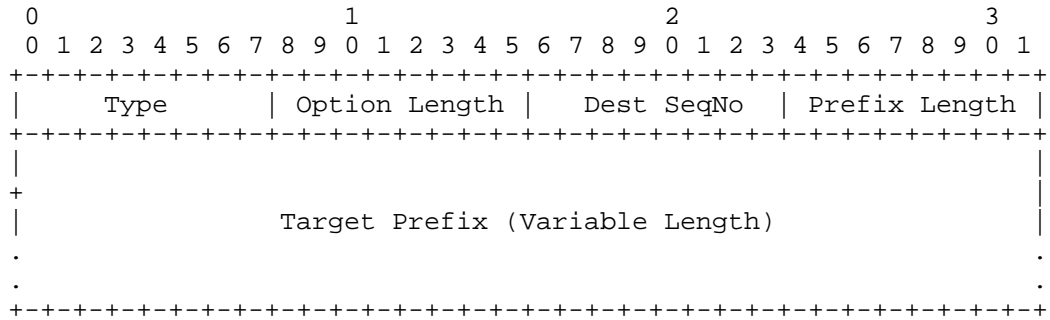 0                   1                   2                   3
 0 1 2 3 4 5 6 7 8 9 0 1 2 3 4 5 6 7 8 9 0 1 2 3 4 5 6 7 8 9 0 1
+-+-+-+-+-+-+-+-+-+-+-+-+-+-+-+-+-+-+-+-+-+-+-+-+-+-+-+-+-+-+-+-+
|     Type      | Option Length |   Dest SeqNo  | Prefix Length |
+-+-+-+-+-+-+-+-+-+-+-+-+-+-+-+-+-+-+-+-+-+-+-+-+-+-+-+-+-+-+-+-+
|                                                               |
+                                                               |
|                Target Prefix (Variable Length)                |
.                                                               .
.                                                               .
+-+-+-+-+-+-+-+-+-+-+-+-+-+-+-+-+-+-+-+-+-+-+-+-+-+-+-+-+-+-+-+-+